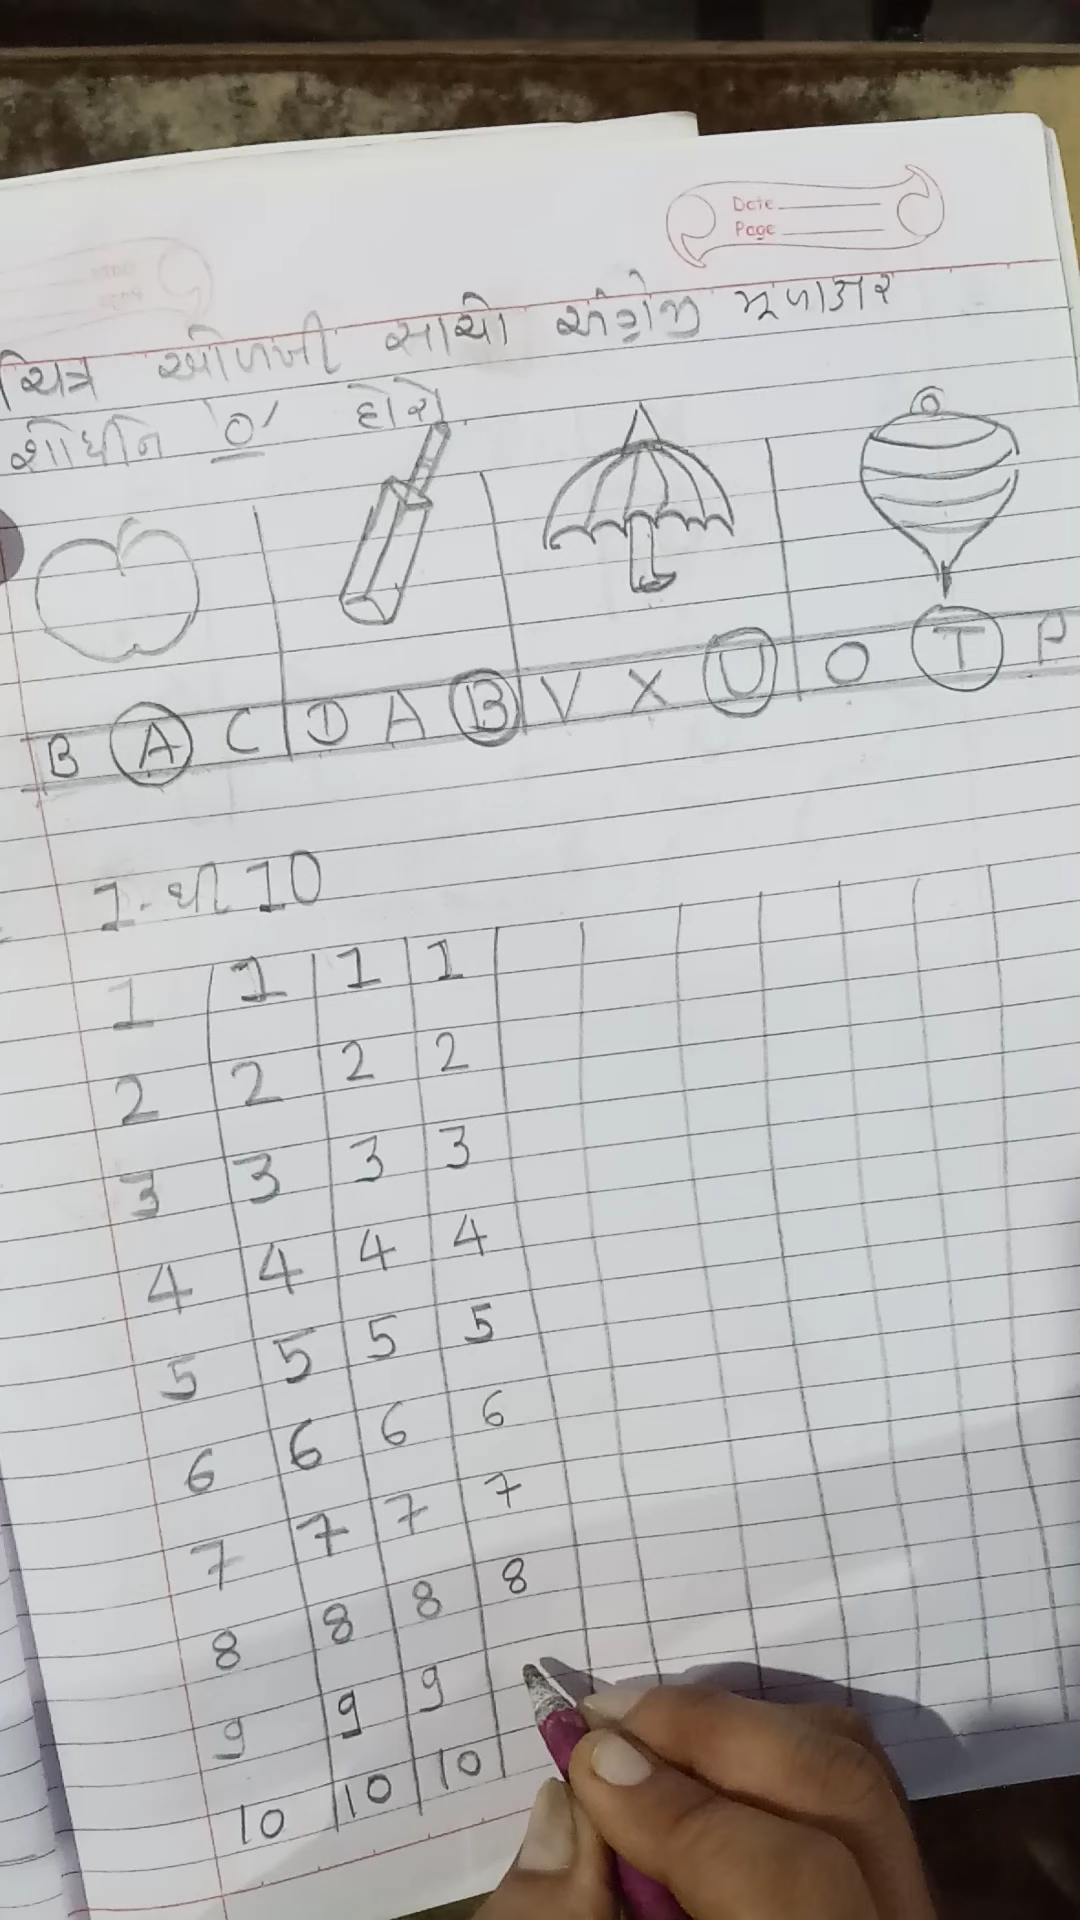 Date
Page
ચિત્ર ઓળખી સાચો અંગ્રેજી મૂળાક્ષર
શોધીને 'O' દોરો
B A C D A B V X U O T P
1 થી 10
1 1 1 1
2 2 2 2
3 3 3 3
4 4 4 4
5 5 5 5
6 6 6 6
7 7 7 7
8 8 8 8
9 9 9
10 10 10